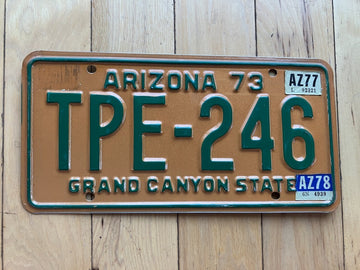 ARIZONA 73
AZ77
TPE-246
GRAND CANYON STATE
AZ78